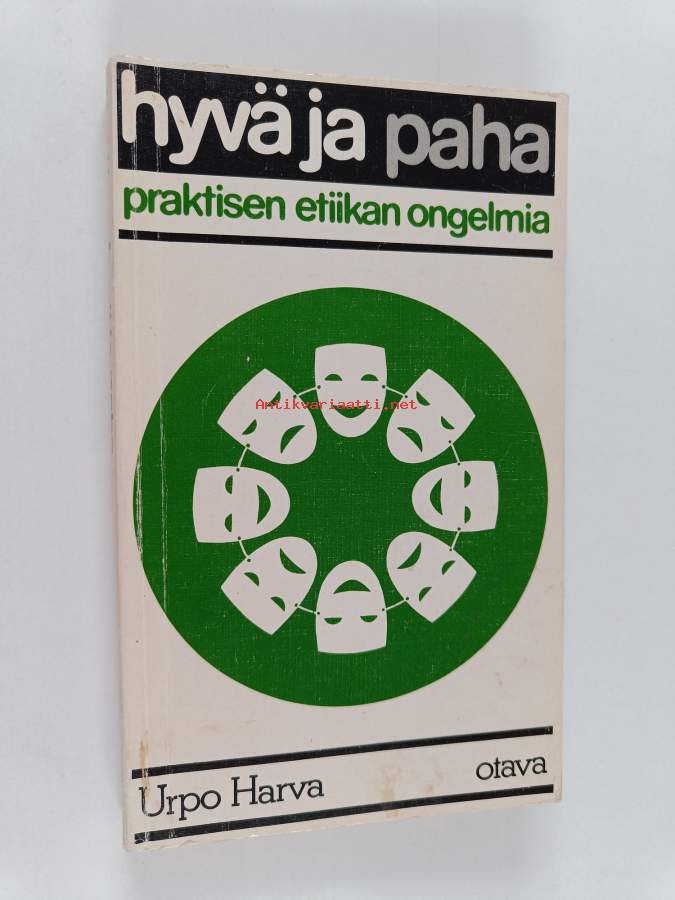 hyvä ja paha
praktisen etiikan ongelmia
Antikvariaatti.net
Urpo Harva
otava